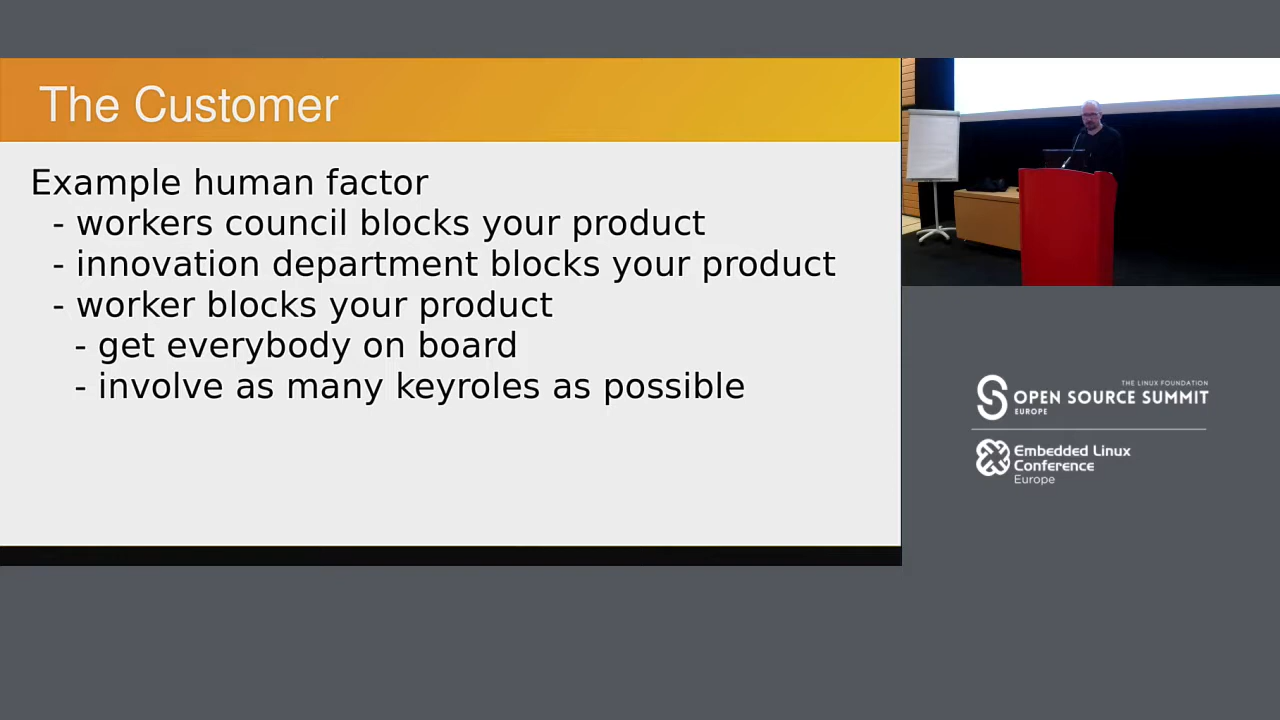 The Customer
Example human factor
- workers council blocks your product
- innovation department blocks your product
- worker blocks your product
- get everybody on board
- involve as many keyroles as possible
THE LINUX FOUNDATION
OPEN SOURCE SUMMIT
EUROPE
Embedded Linux
Conference
Europe